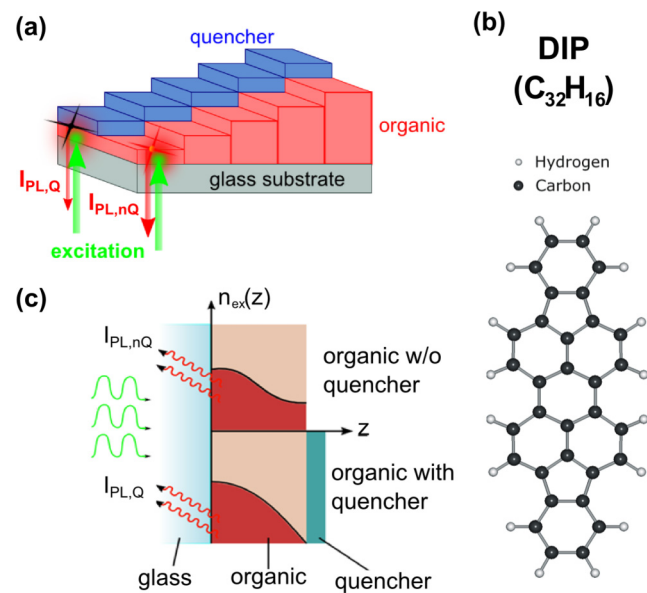 (a)
quencher
organic
glass substrate
I_PL,Q
I_PL,nQ
excitation
(b)
DIP
(C₃₂H₁₆)
Hydrogen
Carbon
(c)
n_ex(z)
I_PL,nQ
organic w/o
quencher
z
I_PL,Q
organic with
quencher
glass
organic
quencher